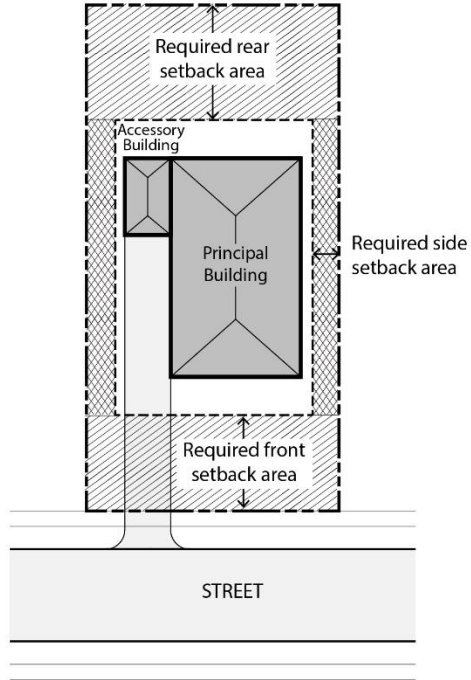 Required rear
setback area
Accessory
Building
Principal
Building
Required side
setback area
Required front
setback area
STREET